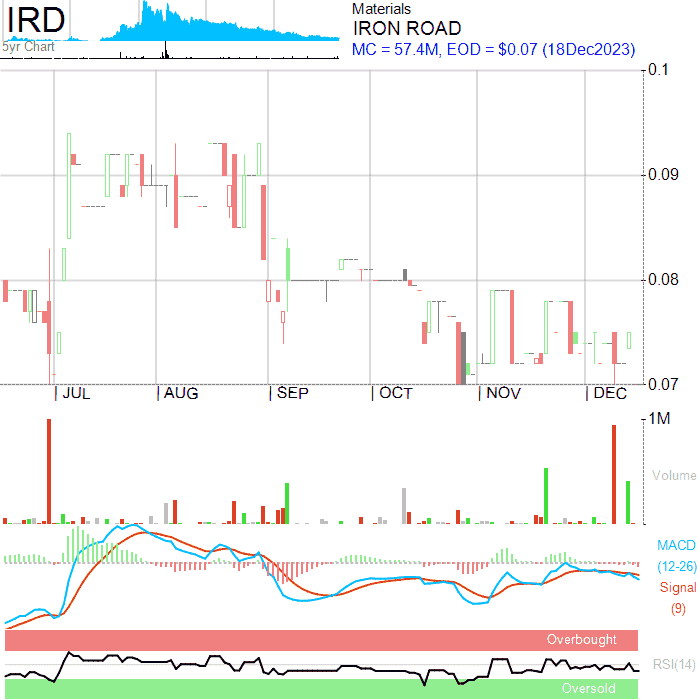 IRD
5yr Chart
Materials
IRON ROAD
MC = 57.4M, EOD = $0.07 (18Dec2023)
0.1
0.09
0.08
0.07
JUL AUG SEP OCT NOV DEC
1M
Volume
MACD
(12-26)
Signal
(9)
Overbought
RSI(14)
Oversold